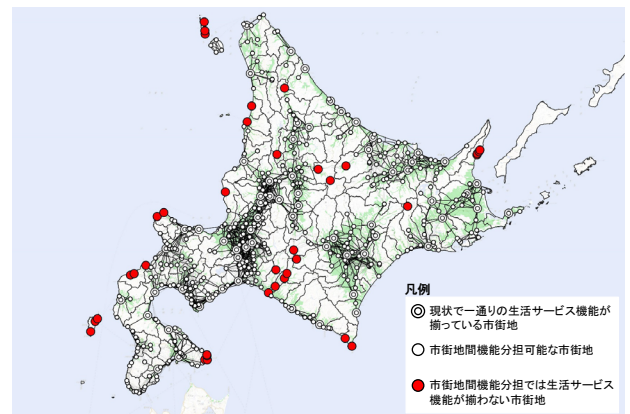 凡例
現状で一通りの生活サービス機能が
揃っている市街地
市街地間機能分担可能な市街地
市街地間機能分担では生活サービス
機能が揃わない市街地